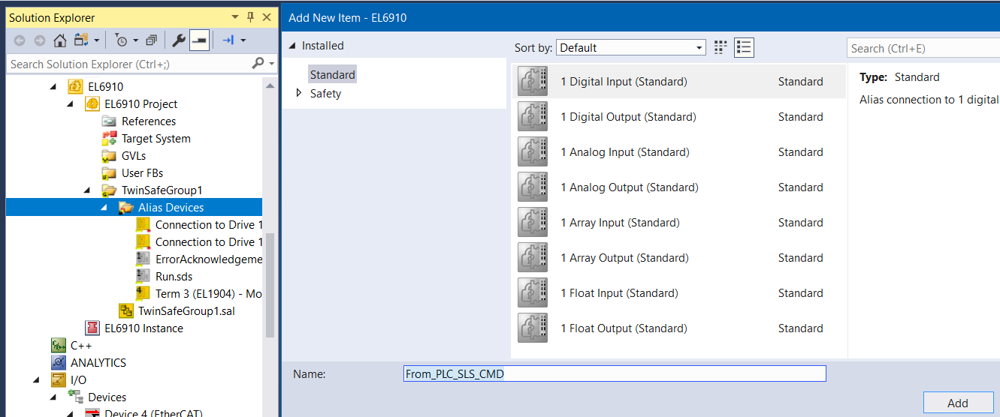 Solution Explorer
Search Solution Explorer (Ctrl+;)
EL6910
EL6910 Project
References
Target System
GVLs
User FBs
TwinSafeGroup1
Alias Devices
Connection to Drive 1
Connection to Drive 1
ErrorAcknowledgeme
Run.sds
Term 3 (EL1904) - Mo
TwinSafeGroup1.sal
EL6910 Instance
C++
ANALYTICS
I/O
Devices
Device 4 (EtherCAT)
Add New Item - EL6910
Installed
Standard
Safety
Sort by: Default
Search (Ctrl+E)
1 Digital Input (Standard) Standard
1 Digital Output (Standard) Standard
1 Analog Input (Standard) Standard
1 Analog Output (Standard) Standard
1 Array Input (Standard) Standard
1 Array Output (Standard) Standard
1 Float Input (Standard) Standard
1 Float Output (Standard) Standard
Type: Standard
Alias connection to 1 digital
Name: From_PLC_SLS_CMD
Add